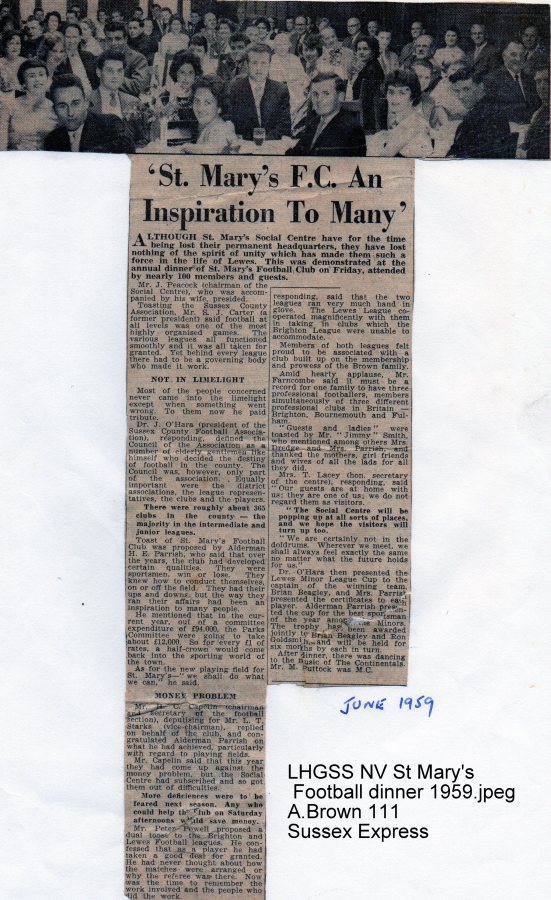 'St. Mary's F.C. An
Inspiration To Many'
ALTHOUGH St. Mary's Social Centre have for the time
being lost their permanent headquarters, they have lost
nothing of the spirit of unity which has made them such a
force in the life of Lewes. This was demonstrated at the
annual dinner of St. Mary's Football Club on Friday, attended
by nearly 100 members and guests.
Mr. J. Peacock (chairman of the
Social Centre), who was accom-
panied by his wife, presided.
Toasting the Sussex County
Association, Mr. S. J. Carter (a
former president) said football at
all levels was one of the most
highly organised games. The
various leagues all functioned
smoothly and it was all taken for
granted. Yet behind every league
there had to be a governing body
who made it work.
NOT IN LIMELIGHT
Most of the people concerned
never came into the limelight
except when something went
wrong. To them now he paid
tribute.
Dr. J. O'Hara (president of the
Sussex County Football Associa-
tion), responding, defined the
Council of the Association as a
number of elderly gentlemen like
himself who decided the destiny
of football in the county. The
Council was, however, only part
of the association. Equally
important were the district
associations, the league represen-
tatives, the clubs and the players.
There were roughly about 365
clubs in the county — the
majority in the intermediate and
junior leagues.
Toast of St. Mary's Football
Club was proposed by Alderman
H. E. Parrish, who said that over
the years, the club had developed
certain qualities. They were
sportsmen, win or lose. They
knew how to conduct themselves,
on or off the field. They had their
ups and downs, but the way they
ran their affairs had been an
inspiration to many people.
He mentioned that in the cur-
rent year, out of a committee
expenditure of £94,000, the Parks
Committee were going to take
about £12,000. So for every £1 of
rates, a half-crown would come
back into the sporting world of
the town.
As for the new playing field for
St. Mary's—"we shall do what
we can," he said.
MONEY PROBLEM
Mr. H. C. Capelin (chairman
and secretary of the football
section), deputising for Mr. L. T.
Starks (vice-chairman), replied
on behalf of the club, and con-
gratulated Alderman Parrish on
what he had achieved, particularly
with regard to playing fields.
Mr. Capelin said that this year
they had come up against the
money problem, but the Social
Centre had subscribed and so got
them out of difficulties.
More deficiences were to be
feared next season. Any who
could help the club on Saturday
afternoons would save money.
Mr. Peter Powell proposed a
dual toast to the Brighton and
Lewes Football leagues. He con-
fessed that as a player he had
taken a good deal for granted.
He had never thought about how
the matches were arranged or
why the referee was there. Now
was the time to remember the
work involved and the people who
did the work.
responding, said that the two
leagues ran very much hand in
glove. The Lewes League co-
operated magnificently with them
in taking in clubs which the
Brighton League were unable to
accommodate.
Members of both leagues felt
proud to be associated with a
club built up on the membership
and prowess of the Brown family.
Amid hearty applause, Mr.
Farncombe said it must be a
record for one family to have three
professional footballers, members
simultaneously of three different
professional clubs in Britain —
Brighton, Bournemouth and Ful-
ham.
"Guests and ladies" were
toasted by Mr. "Jimmy" Smith,
who mentioned among others Mrs.
Dredge and Mrs. Parrish, and
thanked the mothers, girl friends
and wives of all the lads for all
they did.
Mrs. T. Lacey (hon. secretary
of the centre), responding, said
"Our guests are at home with
us; they are one of us; we do not
regard them as visitors.
"The Social Centre will be
popping up at all sorts of places,
and we hope the visitors will
turn up too.
"We are certainly not in the
doldrums. Wherever we meet, we
shall always feel exactly the same
no matter what the future holds
for us."
Dr. O'Hara then presented the
Lewes Minor League Cup to the
captain of the winning team,
Brian Beagley, and Mrs. Parrish
presented the certificates to each
player. Alderman Parrish
ted the cup for the best
of the year Minors.
The trophy has been awarded
jointly to Brian Beagley and Ron
Goldsmith and will be held for
six months by each in turn.
After dinner, there was dancing
to the music of The Continentals.
Mr. M. Puttock was M.C.
JUNE 1959
LHGSS NV St Mary's
Football dinner 1959.jpeg
A.Brown 111
Sussex Express